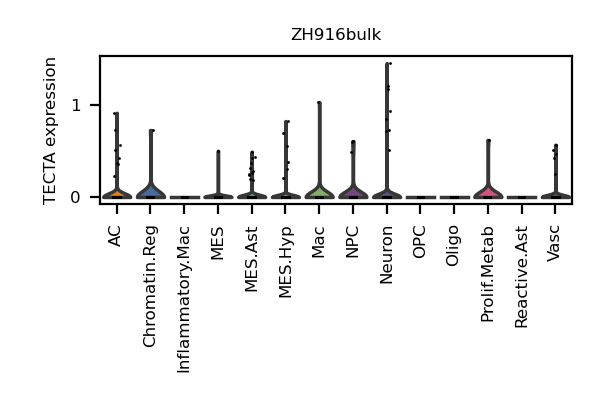 ZH916bulk
TECTA expression
1
0
AC
Chromatin.Reg
Inflammatory.Mac
MES
MES.Ast
MES.Hyp
Mac
NPC
Neuron
OPC
Oligo
Prolif.Metab
Reactive.Ast
Vasc